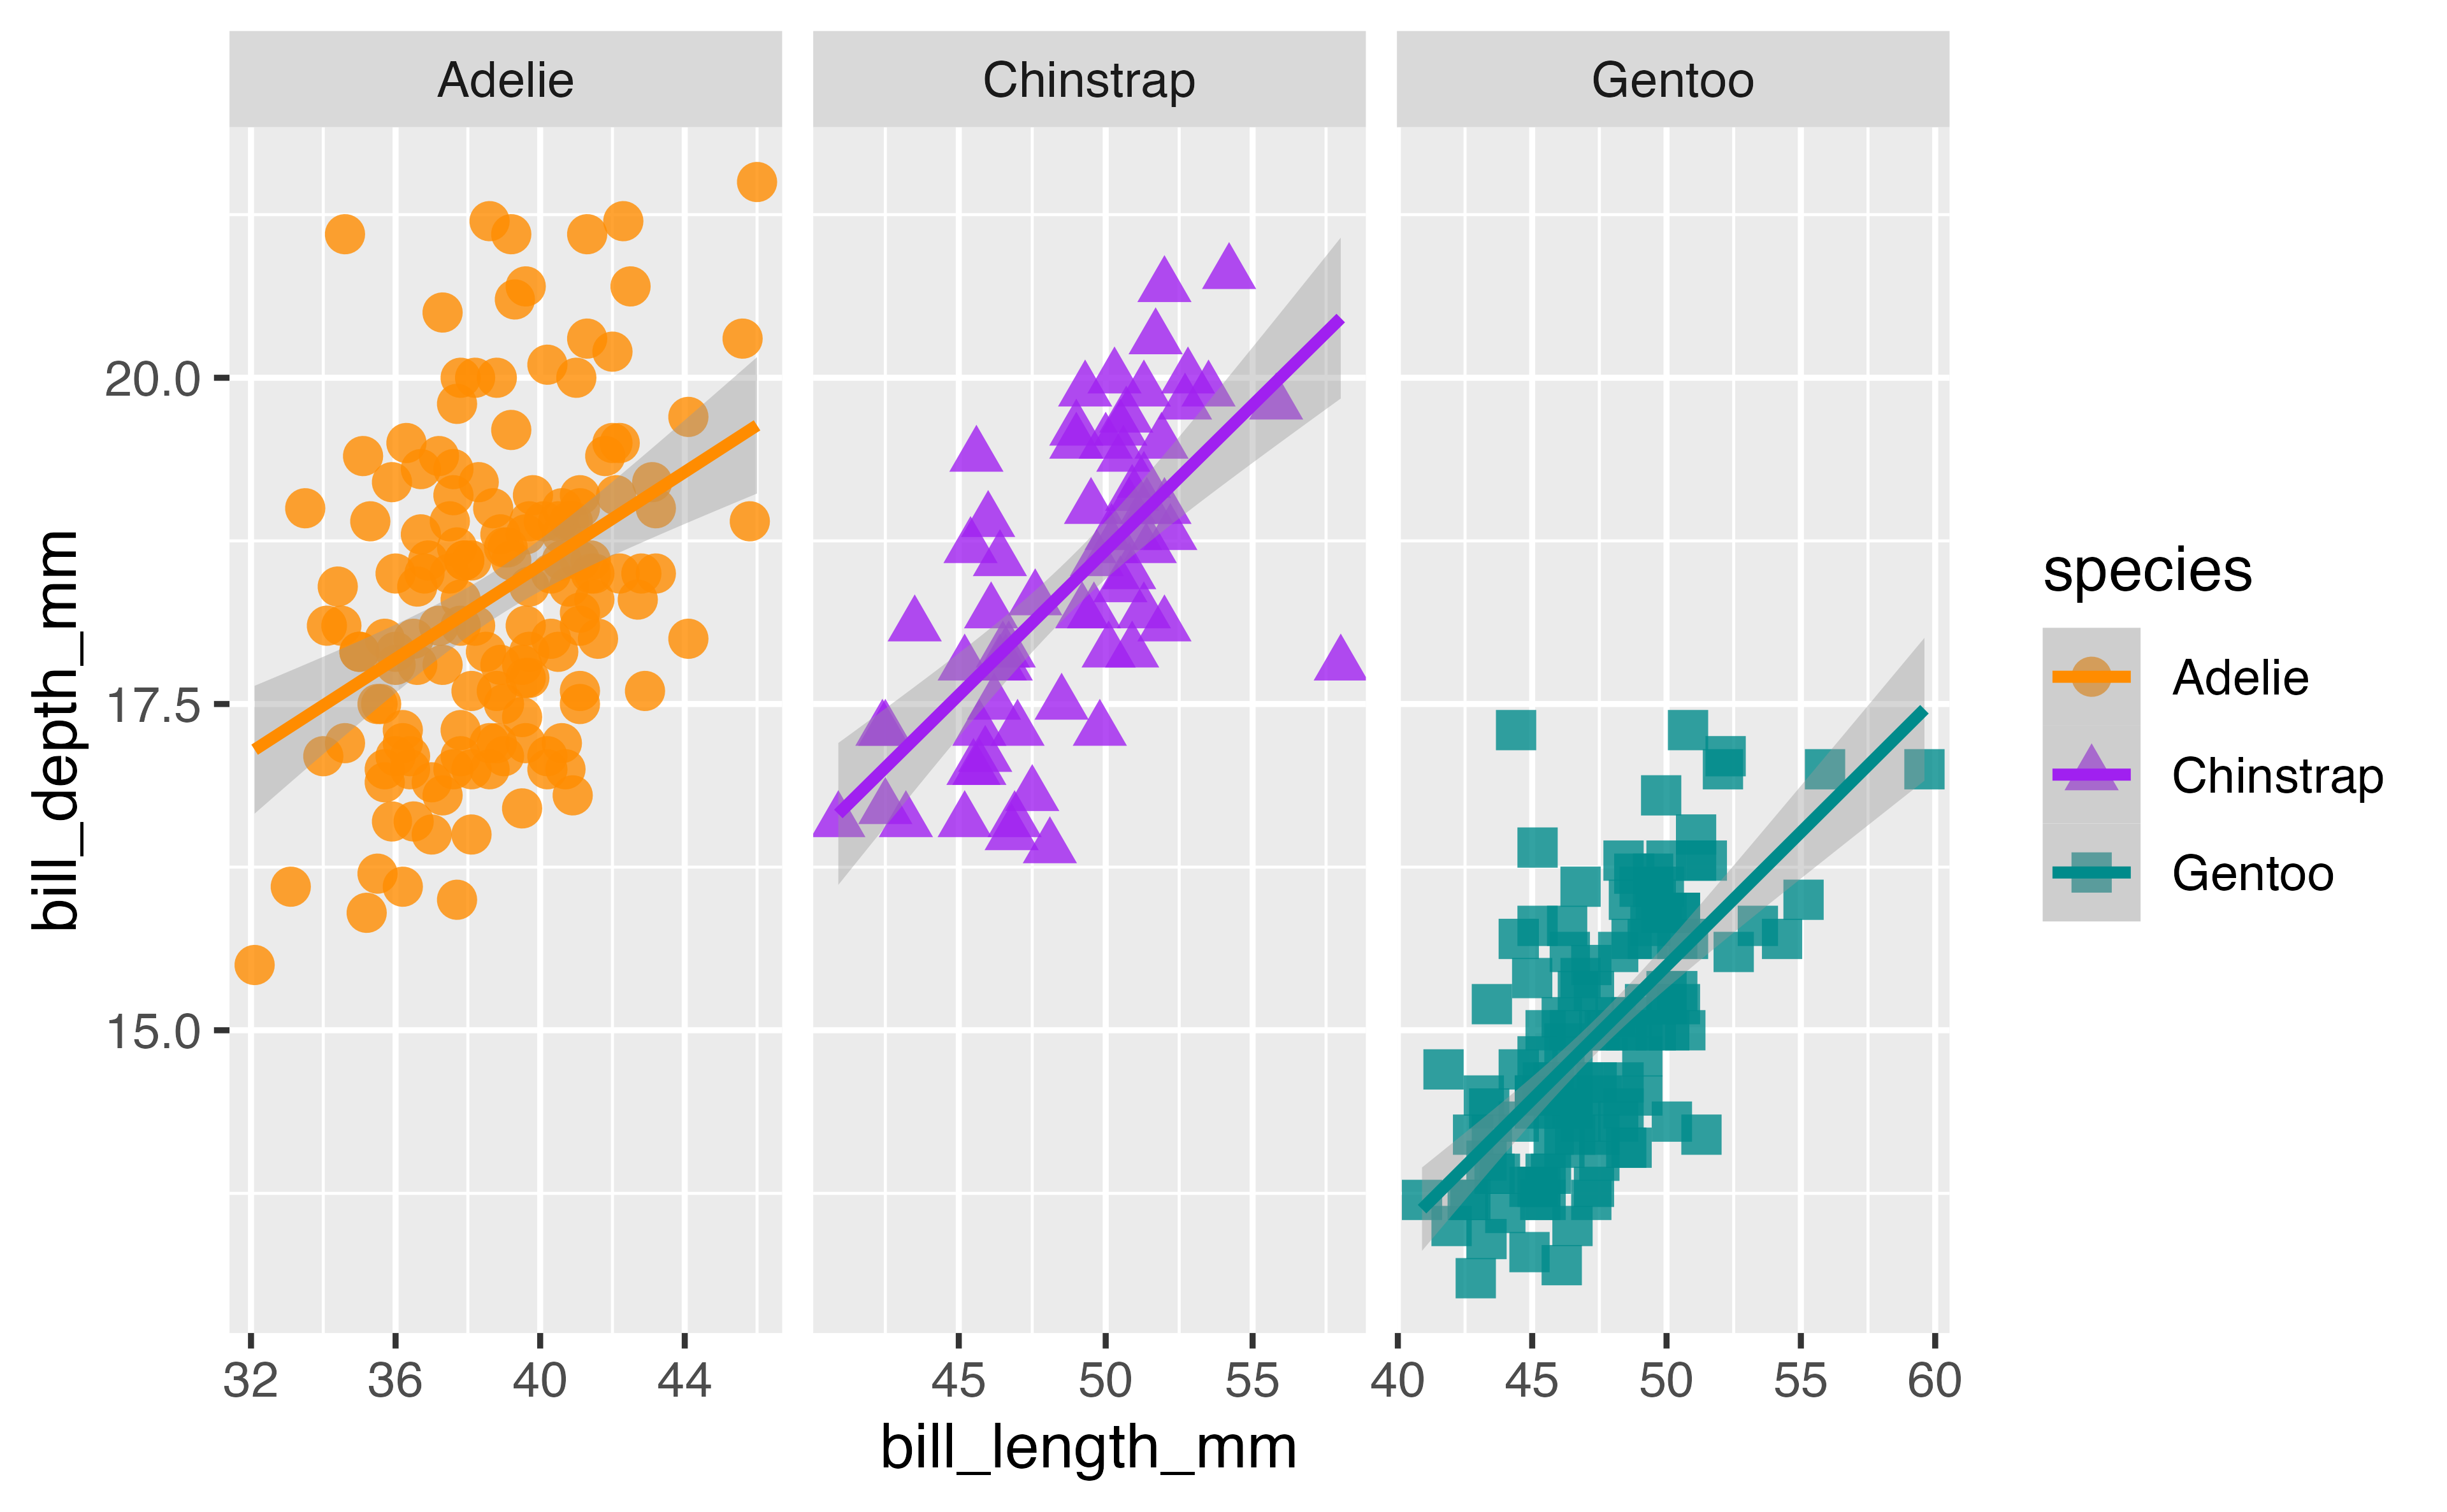 Adelie Chinstrap Gentoo
20.0
17.5
15.0
bill_depth_mm
32 36 40 44 45 50 55 40 45 50 55 60
bill_length_mm
species
Adelie
Chinstrap
Gentoo